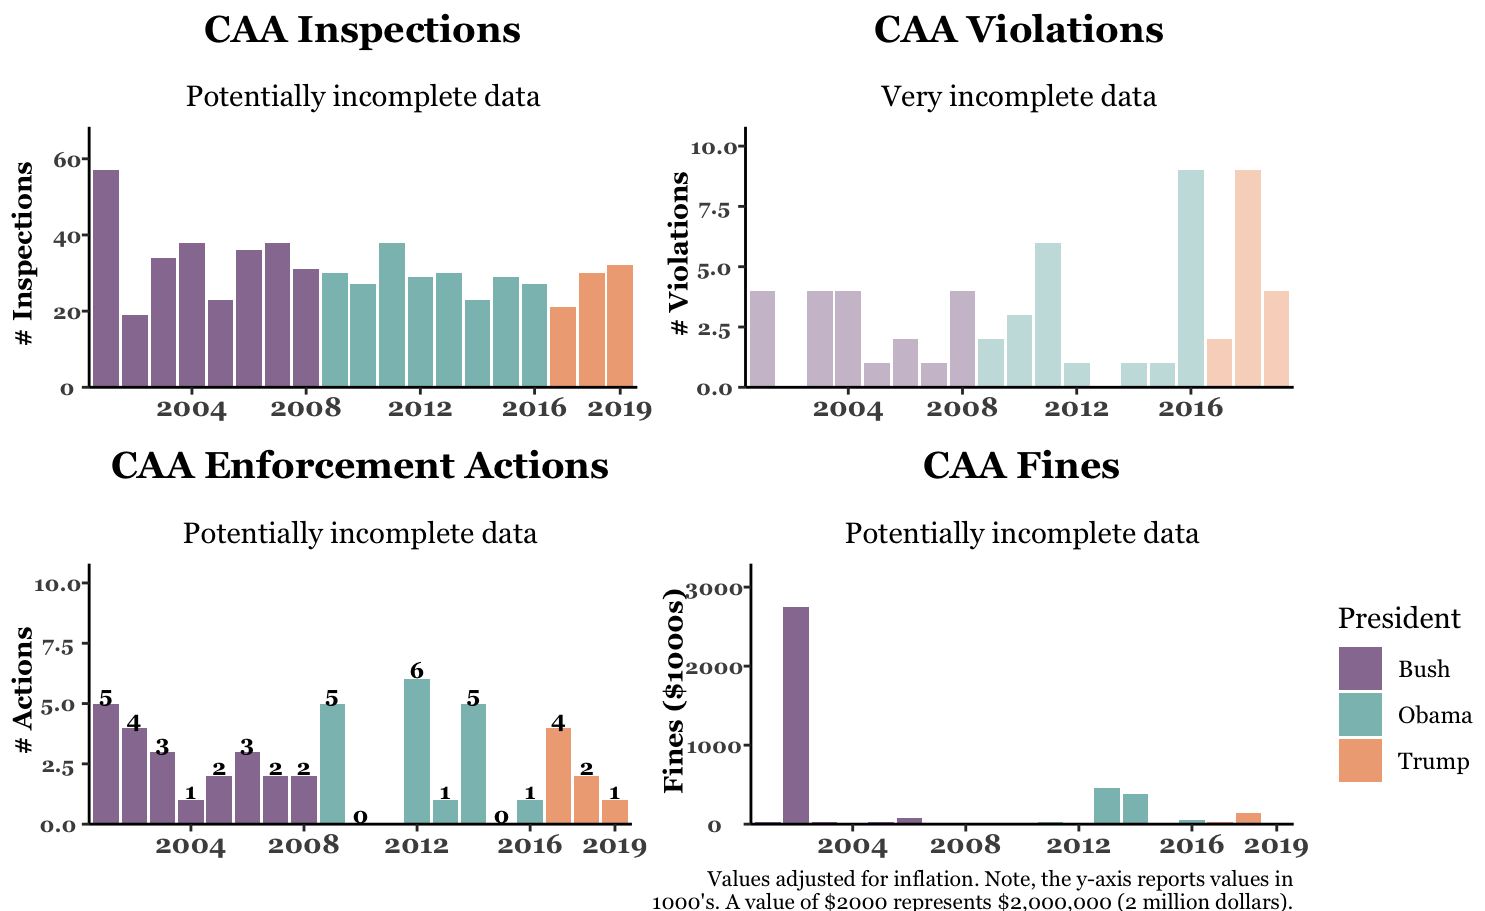 CAA Inspections
Potentially incomplete data
# Inspections
60
40
20
0
2004 2008 2012 2016 2019
CAA Violations
Very incomplete data
# Violations
10.0
7.5
5.0
2.5
0.0
2004 2008 2012 2016
CAA Enforcement Actions
Potentially incomplete data
# Actions
10.0
7.5
5.0
2.5
0.0
5 4 3 1 2 3 2 2 5 0 6 1 5 0 1 4 2 1
2004 2008 2012 2016 2019
CAA Fines
Potentially incomplete data
Fines ($1000s)
3000
2000
1000
0
2004 2008 2012 2016 2019
President
Bush
Obama
Trump
Values adjusted for inflation. Note, the y-axis reports values in
1000's. A value of $2000 represents $2,000,000 (2 million dollars).